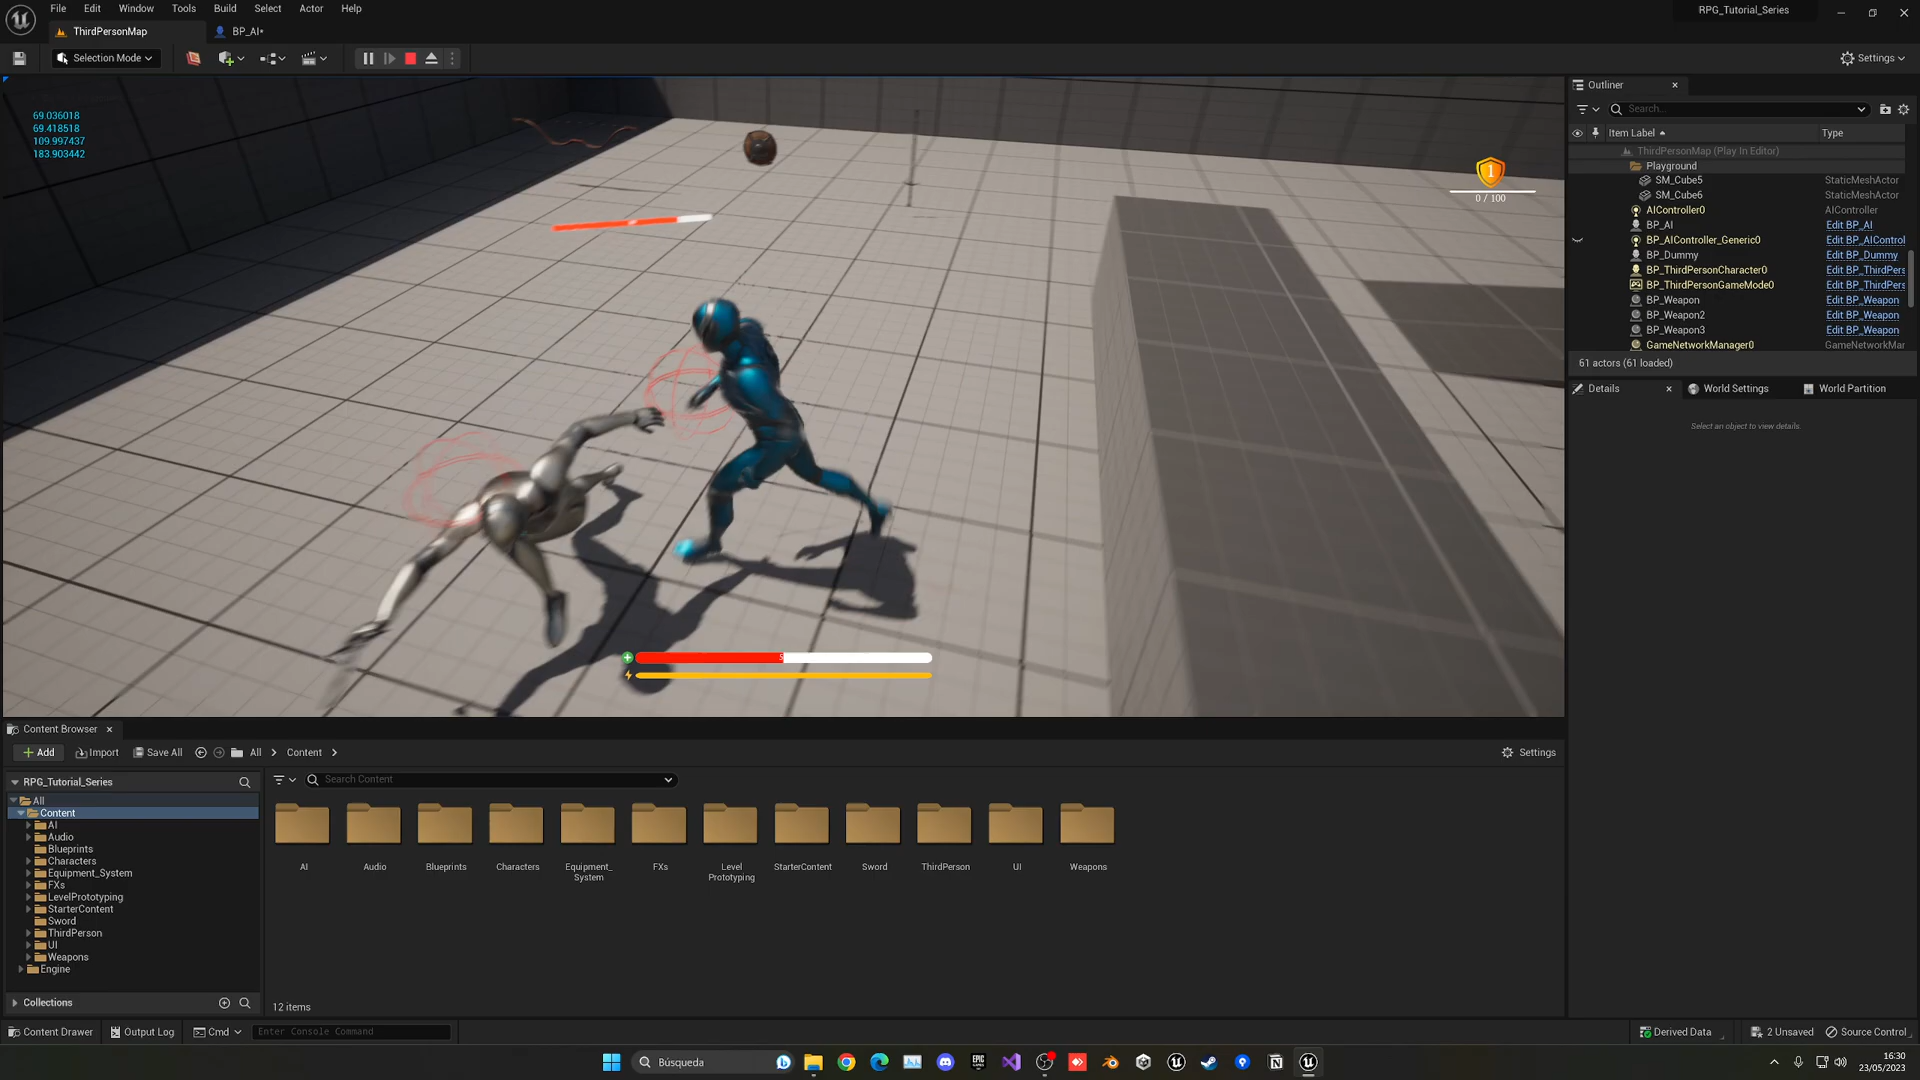 File Edit Window Tools Build Select Actor Help
RPG_Tutorial_Series
ThirdPersonMap
BP_AI*
Selection Mode
Settings
69.036018
69.418518
109.997437
183.903442
1
0 / 100
Outliner
Search...
Item Label
Type
ThirdPersonMap (Play In Editor)
Playground
SM_Cube5 StaticMeshActor
SM_Cube6 StaticMeshActor
AIController0 AIController
BP_AI Edit BP_AI
BP_AIController_Generic0 Edit BP_AIControl
BP_Dummy Edit BP_Dummy
BP_ThirdPersonCharacter0 Edit BP_ThirdPers
BP_ThirdPersonGameMode0 Edit BP_ThirdPers
BP_Weapon Edit BP_Weapon
BP_Weapon2 Edit BP_Weapon
BP_Weapon3 Edit BP_Weapon
GameNetworkManager0 GameNetworkMar
61 actors (61 loaded)
Details
World Settings
World Partition
Select an object to view details.
Content Browser
Add
Import
Save All
All
Content
Settings
RPG_Tutorial_Series
Search Content
All
Content
AI
Audio
Blueprints
Characters
Equipment_System
FXs
LevelPrototyping
StarterContent
Sword
ThirdPerson
UI
Weapons
Engine
AI
Audio
Blueprints
Characters
Equipment_
System
FXs
Level
Prototyping
StarterContent
Sword
ThirdPerson
UI
Weapons
Collections
12 items
Content Drawer
Output Log
Cmd
Enter Console Command
Derived Data
2 Unsaved
Source Control
Búsqueda
EPIC
GAMES
16:30
23/05/2023